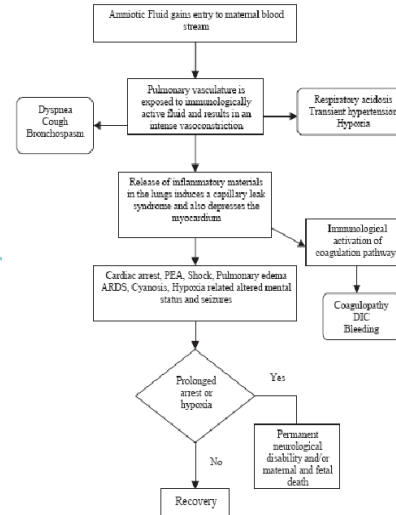 Amniotic Fluid gains entry to maternal blood
stream
Pulmonary vasculature is
exposed to immunologically
active fluid and results in an
intense vasoconstriction
Dyspnea
Cough
Bronchospasm
Respiratory acidosis
Transient hypertension
Hypoxia
Release of inflammatory materials
in the lungs induces a capillary leak
syndrome and also depresses the
myocardium
Immunological
activation of
coagulation pathway
Cardiac arrest, PEA, Shock, Pulmonary edema
ARDS, Cyanosis, Hypoxia related altered mental
status and seizures
Coagulopathy
DIC
Bleeding
Prolonged
arrest or
hypoxia
Yes
Permanent
neurological
disability and/or
maternal and fetal
death
No
Recovery